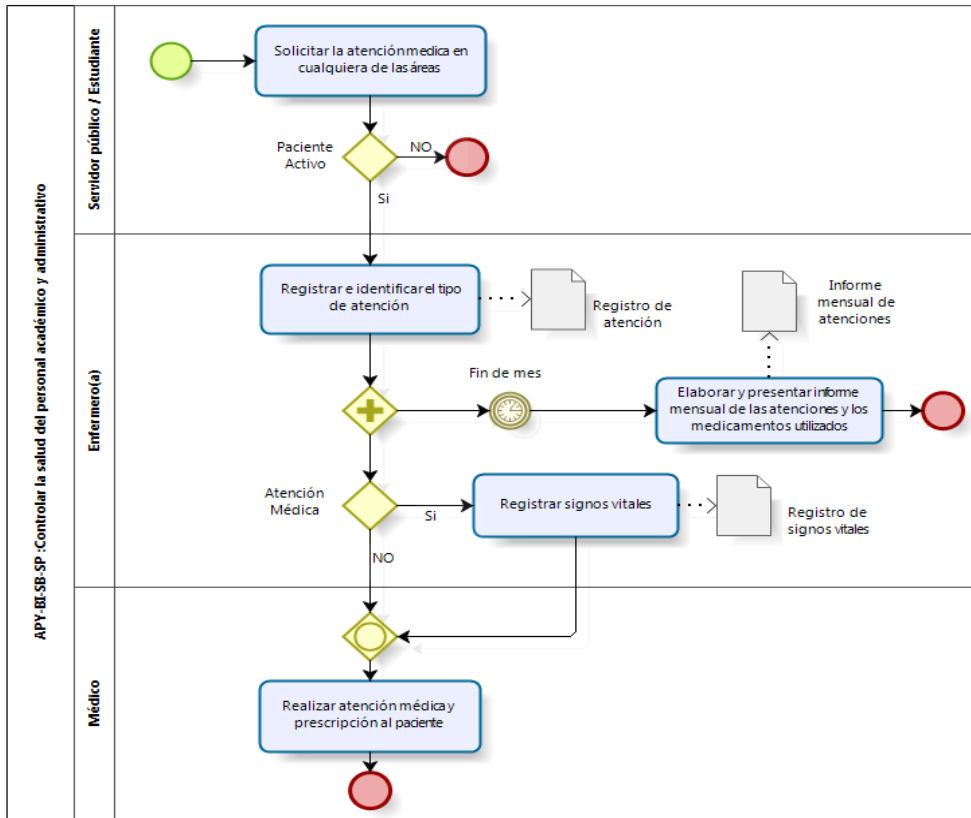 APY-BI-SB-SP :Controlar la salud del personal académico y administrativo
Servidor público / Estudiante
Solicitar la atención medica en
cualquiera de las áreas
Paciente
Activo
NO
Si
Enfermero(a)
Registrar e identificar el tipo
de atención
Registro de
atención
Informe
mensual de
atenciones
Fin de mes
Elaborar y presentar informe
mensual de las atenciones y los
medicamentos utilizados
Atención
Médica
Si
NO
Registrar signos vitales
Registro de
signos vitales
Médico
Realizar atención médica y
prescripción al paciente